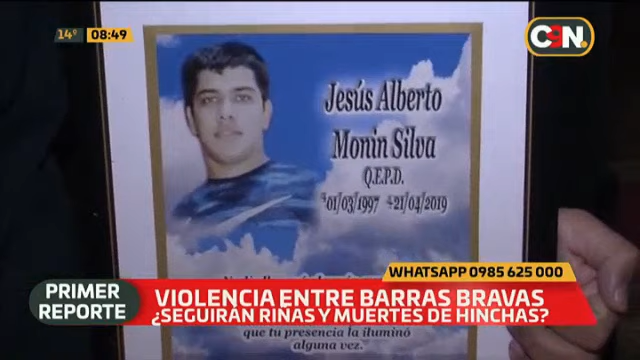 14°
08:49
C9N.
Jesús Alberto
Monin Silva
Q.E.P.D.
*01/03/1997 +21/04/2019
WHATSAPP 0985 625 000
PRIMER
REPORTE
VIOLENCIA ENTRE BARRAS BRAVAS
¿SEGUIRÁN RIÑAS Y MUERTES DE HINCHAS?
que tu presencia la iluminó
alguna vez.